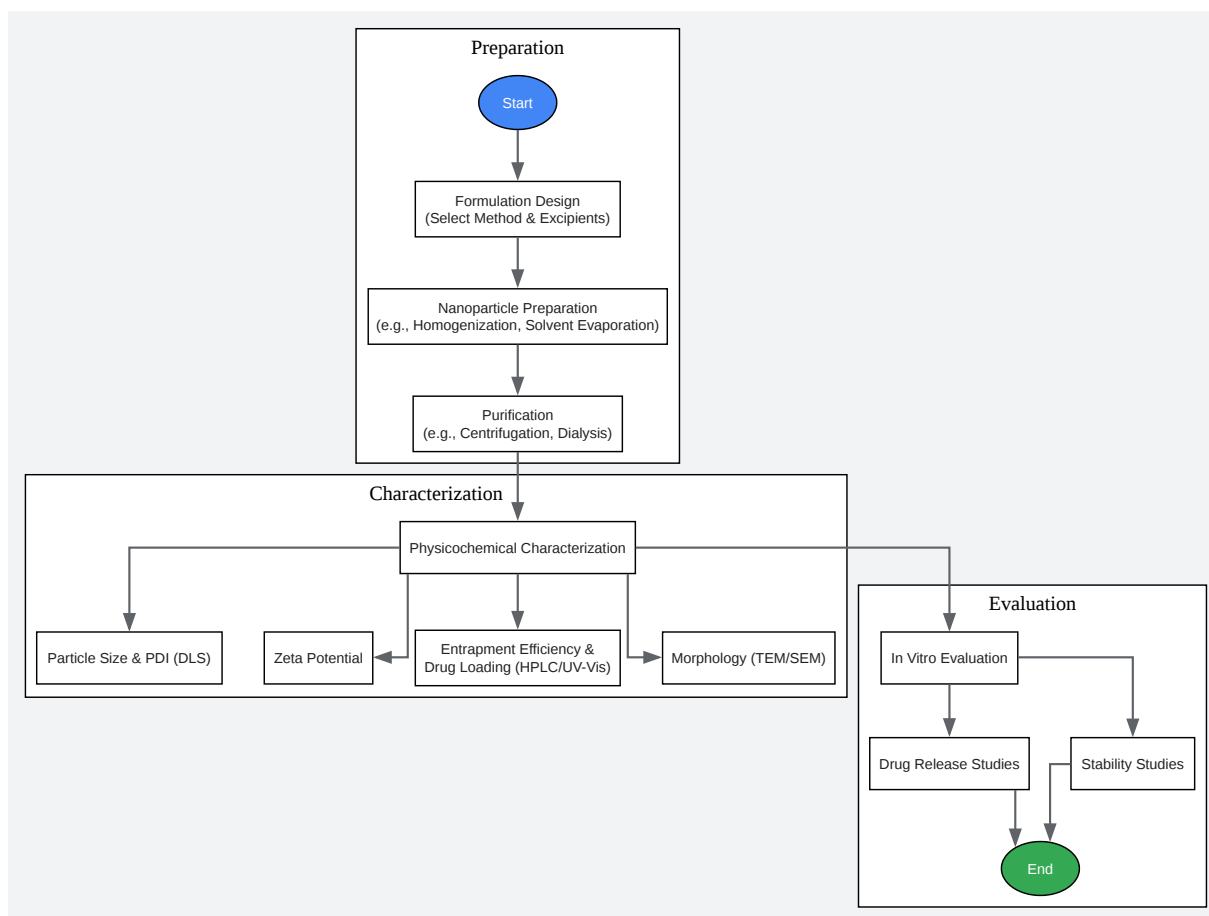 Preparation
Start
Formulation Design
(Select Method & Excipients)
Nanoparticle Preparation
(e.g., Homogenization, Solvent Evaporation)
Purification
(e.g., Centrifugation, Dialysis)
Characterization
Physicochemical Characterization
Particle Size & PDI (DLS)
Zeta Potential
Entrapment Efficiency &
Drug Loading (HPLC/UV-Vis)
Morphology (TEM/SEM)
Evaluation
In Vitro Evaluation
Drug Release Studies
Stability Studies
End